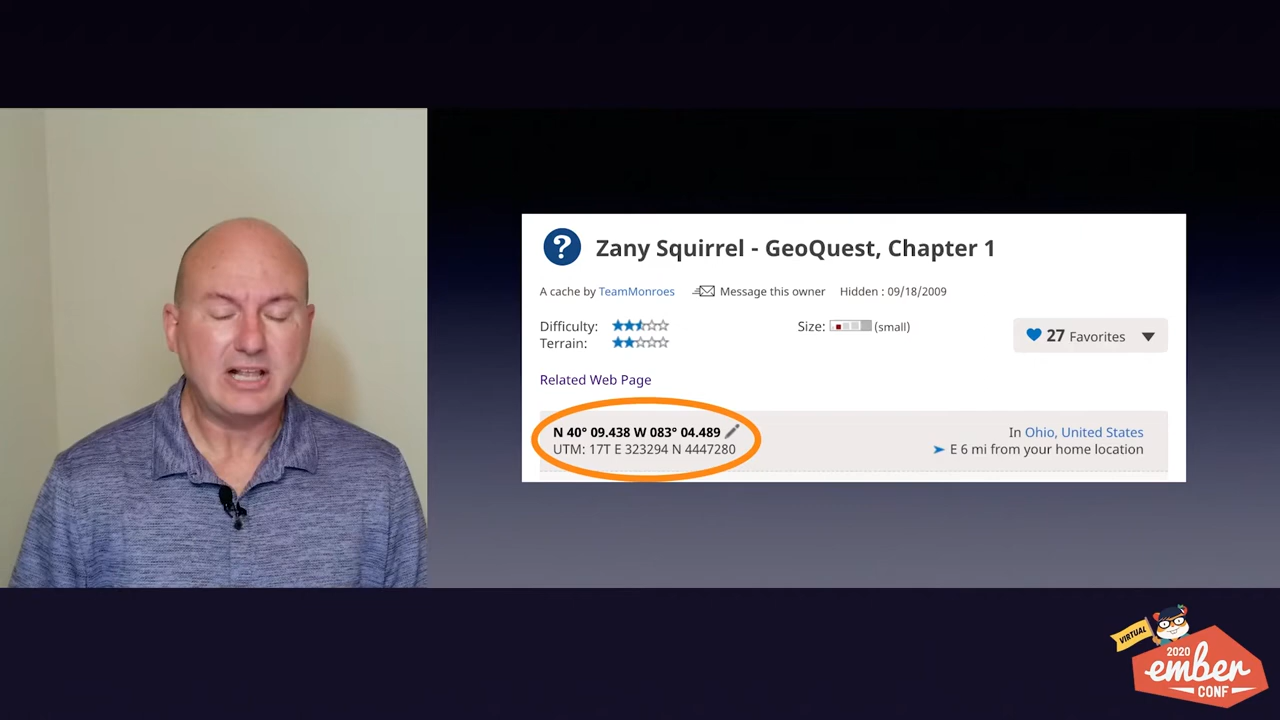 Zany Squirrel - GeoQuest, Chapter 1
A cache by TeamMonroes Message this owner Hidden : 09/18/2009
Difficulty: Size: (small)
Terrain:
27 Favorites
Related Web Page
N 40° 09.438 W 083° 04.489
UTM: 17T E 323294 N 4447280
In Ohio, United States
E 6 mi from your home location
VIRTUAL
2020
ember
CONF